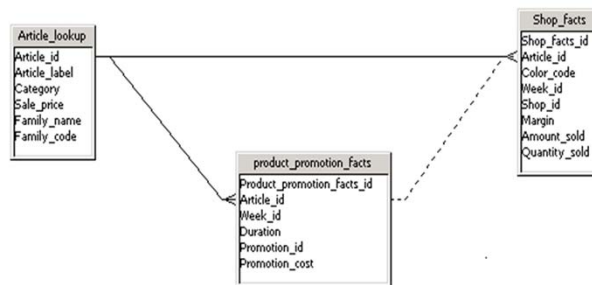 Article_lookup
Article_id
Article_label
Category
Sale_price
Family_name
Family_code
product_promotion_facts
Product_promotion_facts_id
Article_id
Week_id
Duration
Promotion_id
Promotion_cost
Shop_facts
Shop_facts_id
Article_id
Color_code
Week_id
Shop_id
Margin
Amount_sold
Quantity_sold